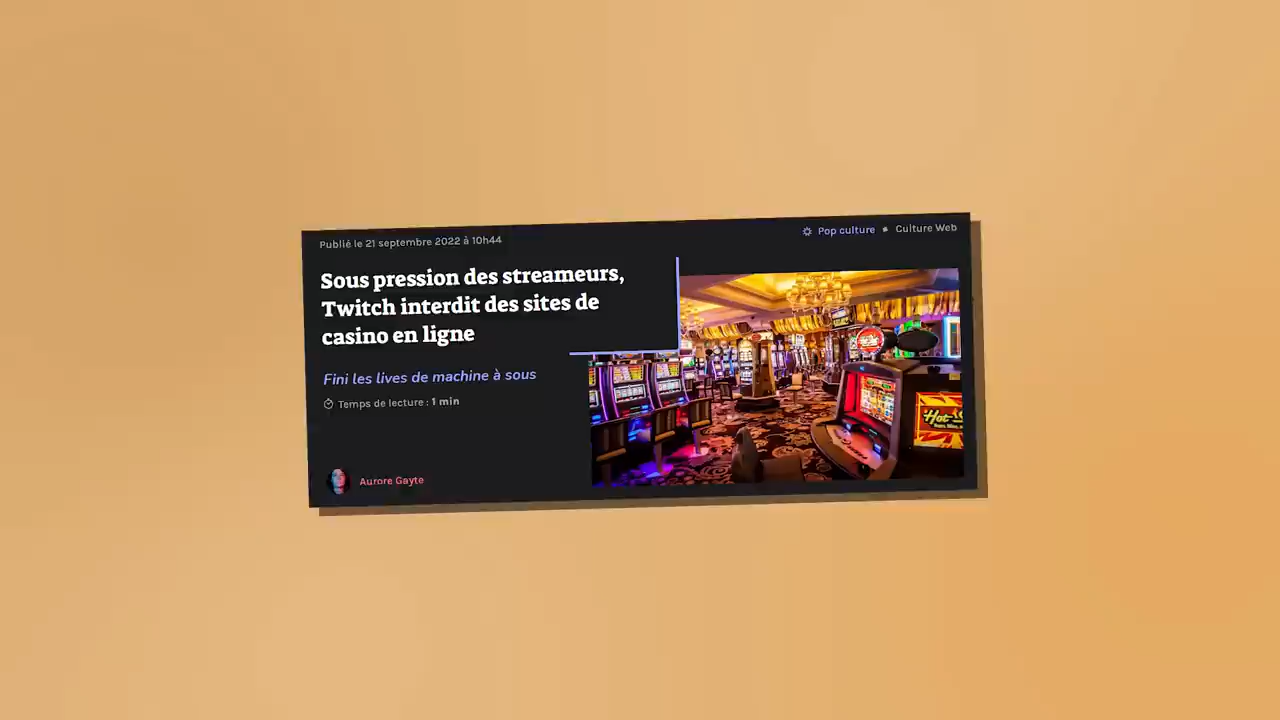 Publié le 21 septembre 2022 à 10h44
Pop culture
Culture Web
Sous pression des streameurs,
Twitch interdit des sites de
casino en ligne
Fini les lives de machine à sous
Temps de lecture : 1 min
Aurore Gayte